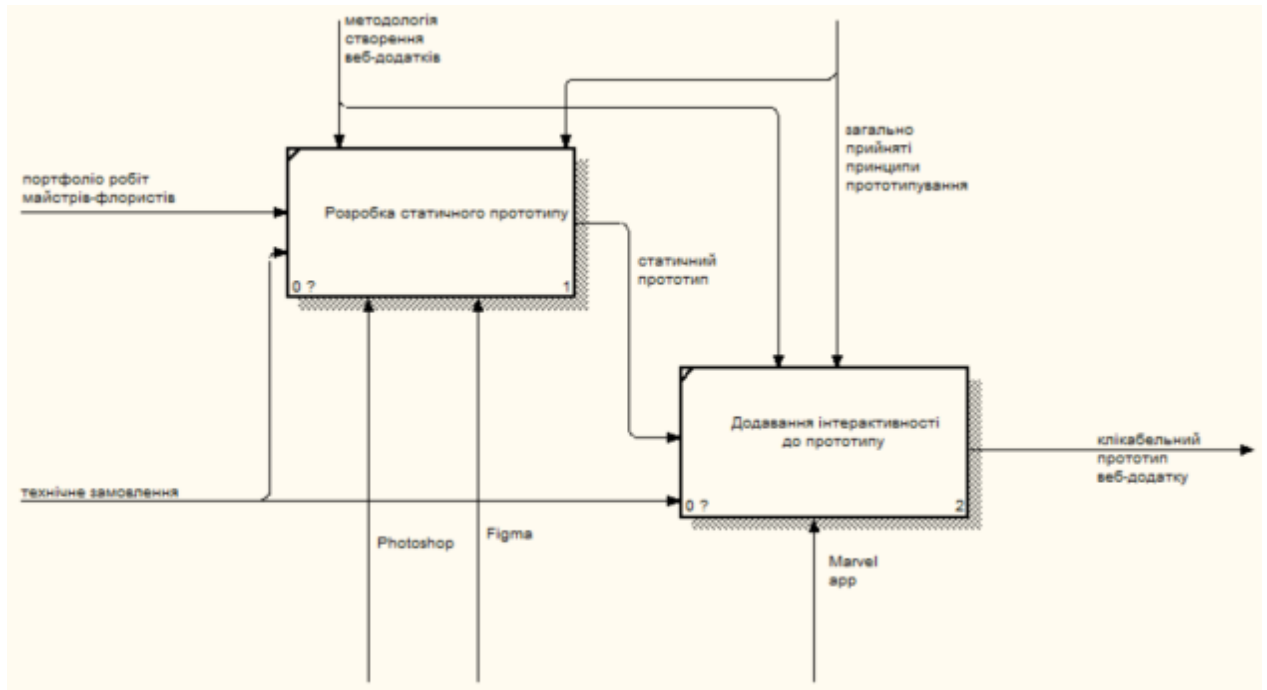 методологія
створення
веб-додатків
загально
прийняті
принципи
прототипування
портфоліо робіт
майстрів-флористів
Розробка статичного прототипу
0 ?
1
статичний
прототип
Додавання інтерактивності
до прототипу
0 ?
2
клікабельний
прототип
веб-додатку
технічне замовлення
Photoshop
Figma
Marvel
app